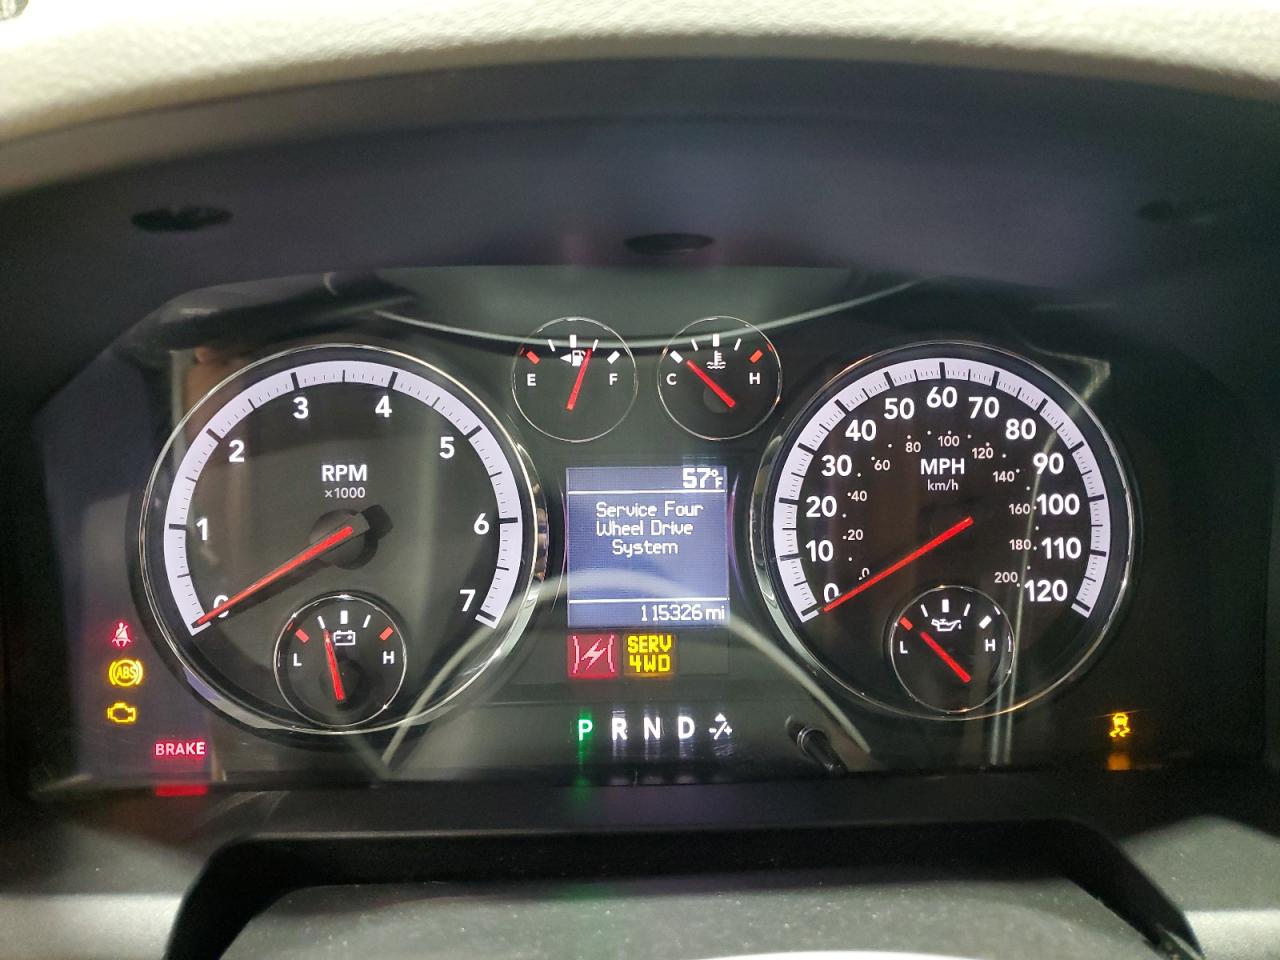 E
F
C
H
0
1
2
3
4
5
6
7
RPM
x1000
L
H
57°F
Service Four
Wheel Drive
System
115326 mi
SERV
4WD
P R N D
0
10
20
30
40
50
60
70
80
90
100
110
120
MPH
km/h
0
20
40
60
80
100
120
140
160
180
200
L
H
ABS
BRAKE